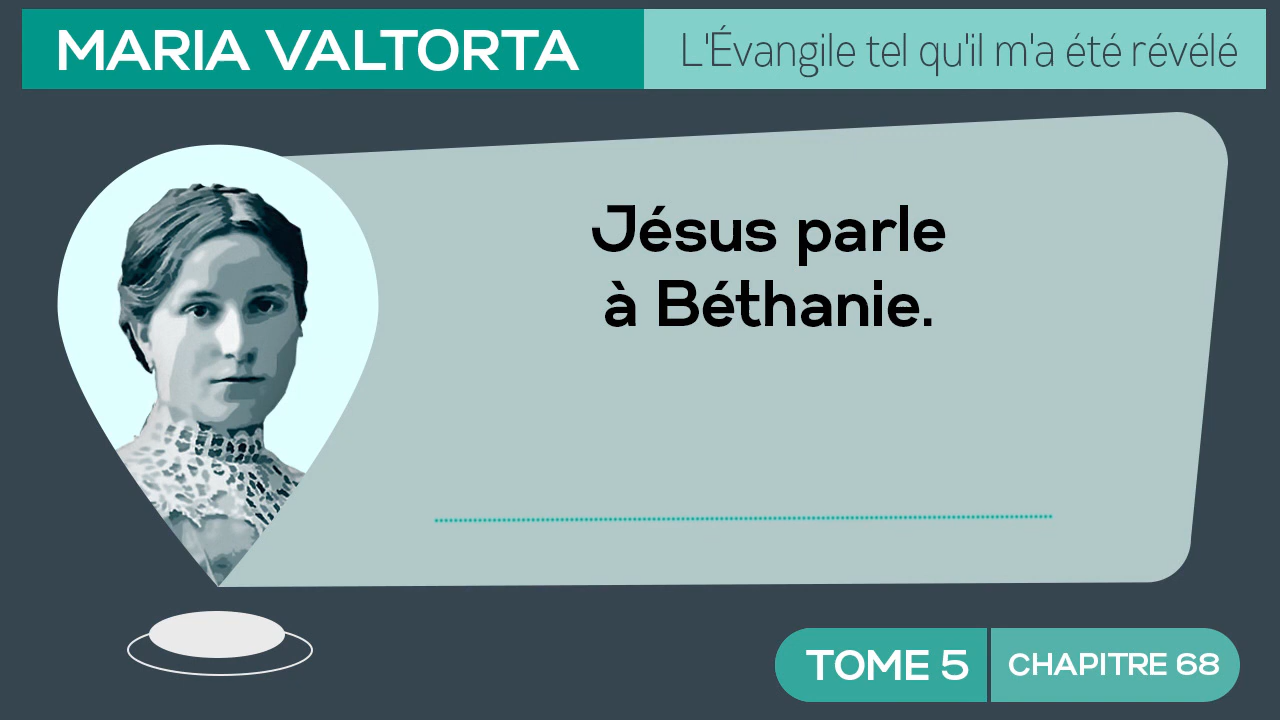 MARIA VALTORTA
L'Évangile tel qu'il m'a été révélé
Jésus parle
à Béthanie.
TOME 5
CHAPITRE 68